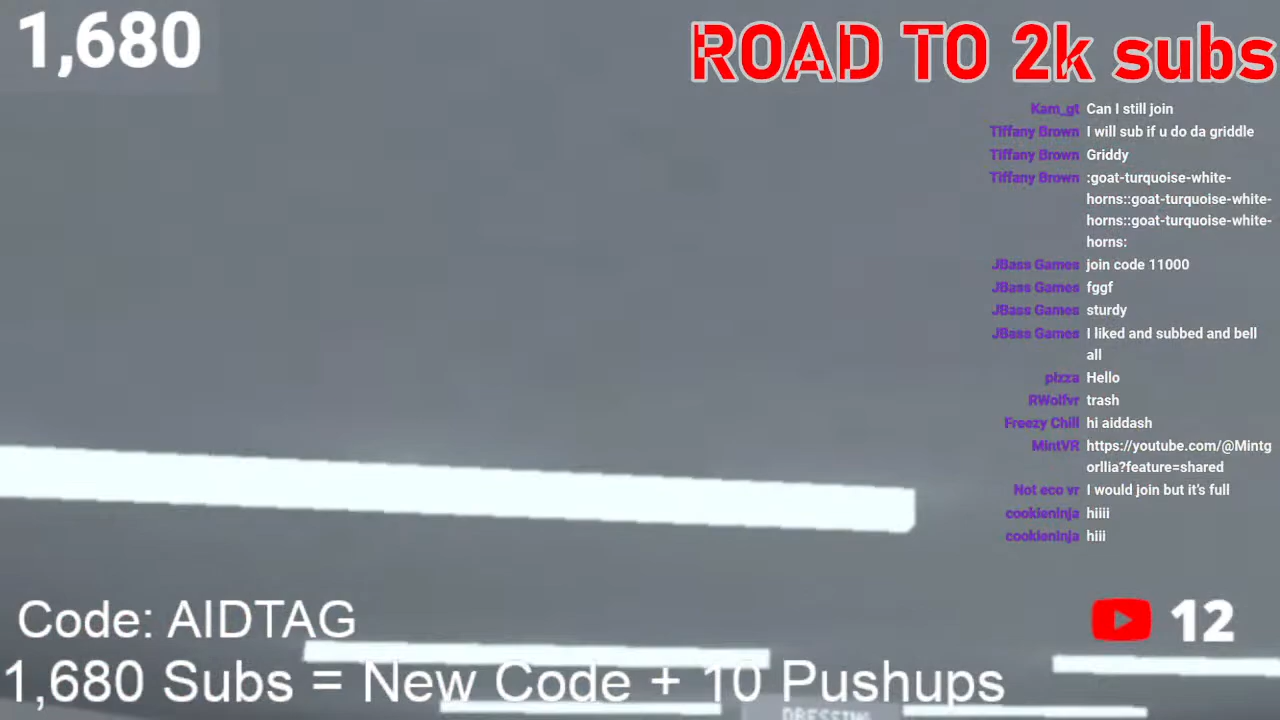 1,680
ROAD TO 2k subs
Kam_gt Can I still join
Tiffany Brown I will sub if u do da griddle
Tiffany Brown Griddy
Tiffany Brown :goat-turquoise-white-
horns::goat-turquoise-white-
horns::goat-turquoise-white-
horns:
JBass Games join code 11000
JBass Games fggf
JBass Games sturdy
JBass Games I liked and subbed and bell
all
pizza Hello
RWolfvr trash
Freezy Chill hi aiddash
MintVR https://youtube.com/@Mintg
orllia?feature=shared
Not eco vr I would join but it's full
cookieninja hiiii
cookieninja hiii
Code: AIDTAG
12
1,680 Subs = New Code + 10 Pushups